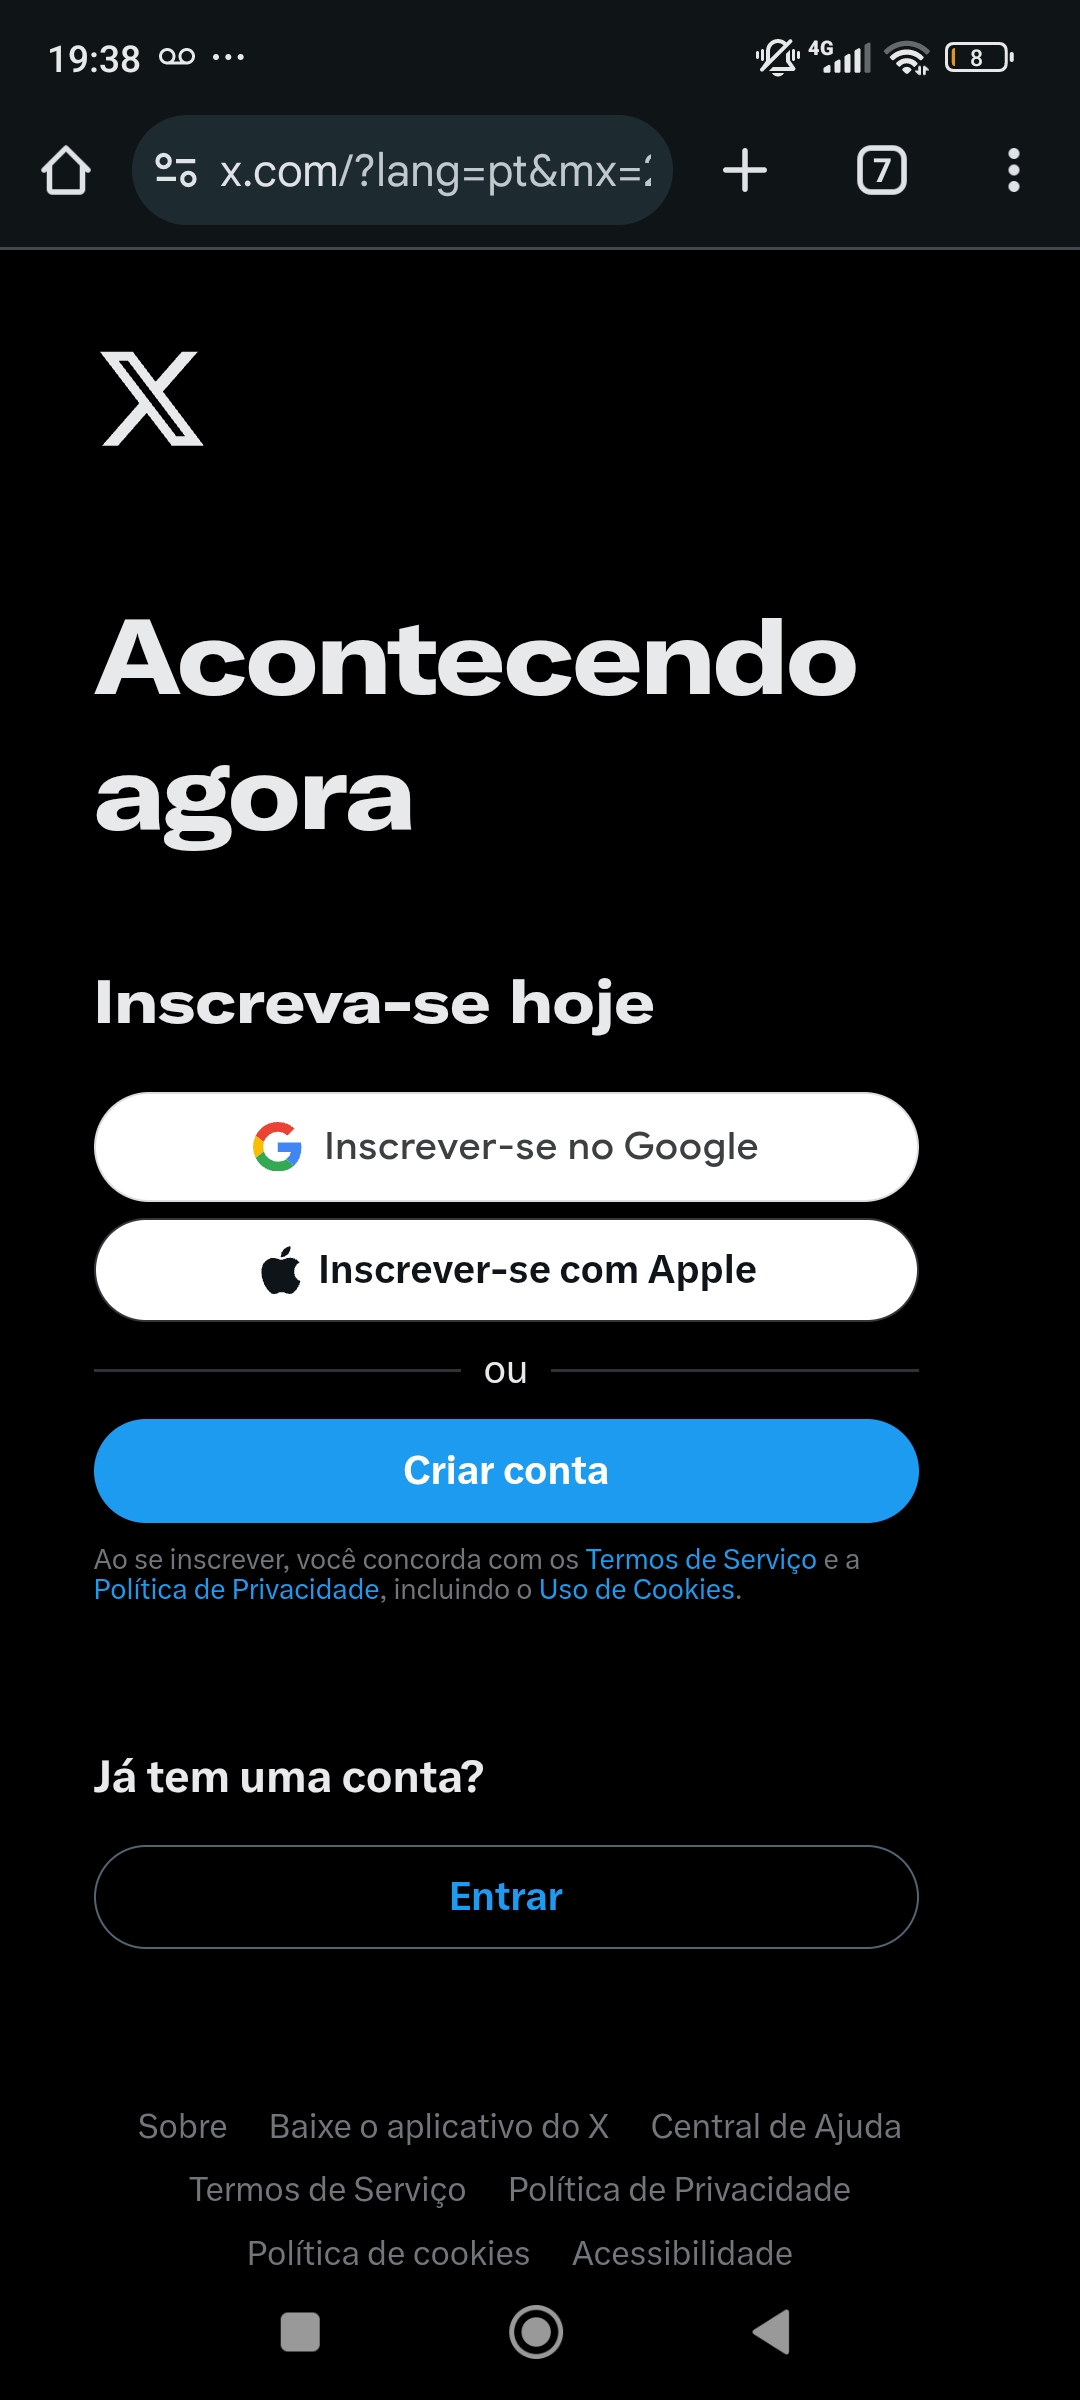 19:38
4G
8
x.com/?lang=pt&mx=
7
Acontecendo
agora
Inscreva-se hoje
Inscrever-se no Google
Inscrever-se com Apple
ou
Criar conta
Ao se inscrever, você concorda com os Termos de Serviço e a
Política de Privacidade, incluindo o Uso de Cookies.
Já tem uma conta?
Entrar
Sobre Baixe o aplicativo do X Central de Ajuda
Termos de Serviço Política de Privacidade
Política de cookies Acessibilidade